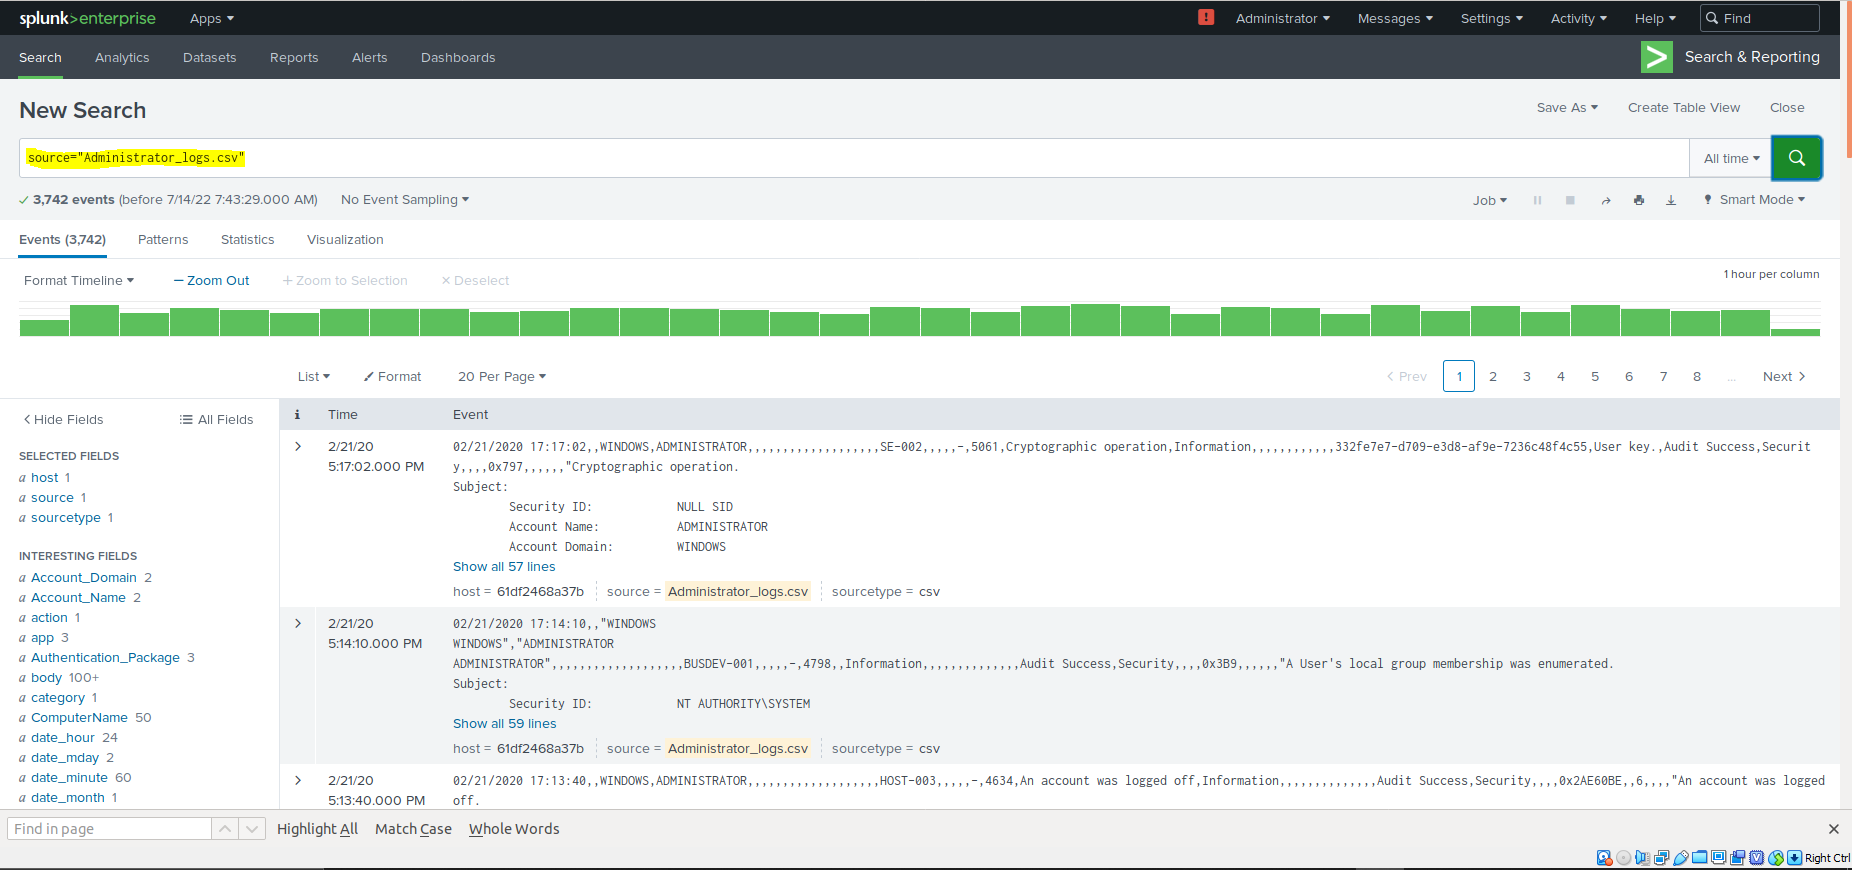 splunk>enterprise Apps ! Administrator Messages Settings Activity Help Find
Search Analytics Datasets Reports Alerts Dashboards Search & Reporting
New Search Save As Create Table View Close
source="Administrator_logs.csv" All time
3,742 events (before 7/14/22 7:43:29.000 AM) No Event Sampling Job Smart Mode
Events (3,742) Patterns Statistics Visualization
Format Timeline — Zoom Out + Zoom to Selection × Deselect 1 hour per column
List Format 20 Per Page < Prev 1 2 3 4 5 6 7 8 ... Next >
< Hide Fields All Fields
SELECTED FIELDS
a host 1
a source 1
a sourcetype 1
INTERESTING FIELDS
a Account_Domain 2
a Account_Name 2
a action 1
a app 3
a Authentication_Package 3
a body 100+
a category 1
a ComputerName 50
a date_hour 24
a date_mday 2
a date_minute 60
a date_month 1
i Time Event
> 2/21/20 02/21/2020 17:17:02,,WINDOWS,ADMINISTRATOR,,,,,,,,,,,,,,,,,,,SE-002,,,,,-,5061,Cryptographic operation,Information,,,,,,,,,,,,332fe7e7-d709-e3d8-af9e-7236c48f4c55,User key.,Audit Success,Securit
5:17:02.000 PM y,,,,0x797,,,,,,"Cryptographic operation.
Subject:
Security ID: NULL SID
Account Name: ADMINISTRATOR
Account Domain: WINDOWS
Show all 57 lines
host = 61df2468a37b source = Administrator_logs.csv sourcetype = csv
> 2/21/20 02/21/2020 17:14:10,,"WINDOWS
5:14:10.000 PM WINDOWS","ADMINISTRATOR
ADMINISTRATOR",,,,,,,,,,,,,,,,,,,BUSDEV-001,,,,,-,4798,,Information,,,,,,,,,,,,,,Audit Success,Security,,,,0x3B9,,,,,,"A User's local group membership was enumerated.
Subject:
Security ID: NT AUTHORITY\SYSTEM
Show all 59 lines
host = 61df2468a37b source = Administrator_logs.csv sourcetype = csv
> 2/21/20 02/21/2020 17:13:40,,WINDOWS,ADMINISTRATOR,,,,,,,,,,,,,,,,,,,HOST-003,,,,,-,4634,An account was logged off,Information,,,,,,,,,,,,,,Audit Success,Security,,,,0x2AE60BE,,6,,,,"An account was logged
5:13:40.000 PM off.
Find in page Highlight All Match Case Whole Words ×
Right Ctrl